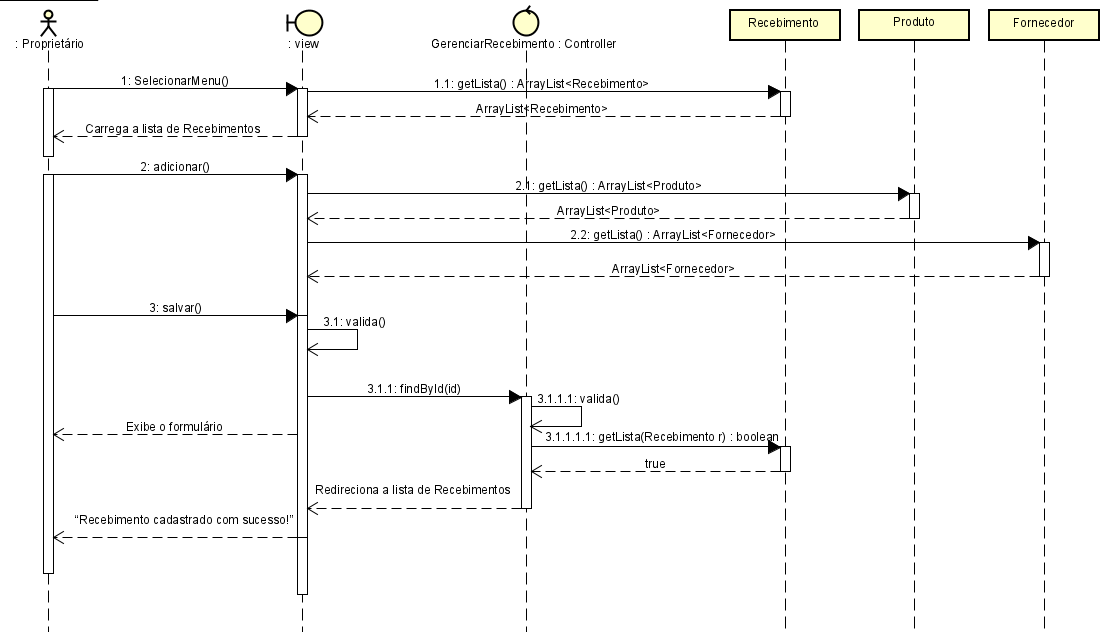 : Proprietário
: view
GerenciarRecebimento : Controller
Recebimento
Produto
Fornecedor
1: SelecionarMenu()
1.1: getLista() : ArrayList<Recebimento>
ArrayList<Recebimento>
Carrega a lista de Recebimentos
2: adicionar()
2.1: getLista() : ArrayList<Produto>
ArrayList<Produto>
2.2: getLista() : ArrayList<Fornecedor>
ArrayList<Fornecedor>
3: salvar()
3.1: valida()
3.1.1: findById(id)
3.1.1.1: valida()
Exibe o formulário
3.1.1.1.1: getLista(Recebimento r) : boolean
true
Redireciona a lista de Recebimentos
“Recebimento cadastrado com sucesso!”